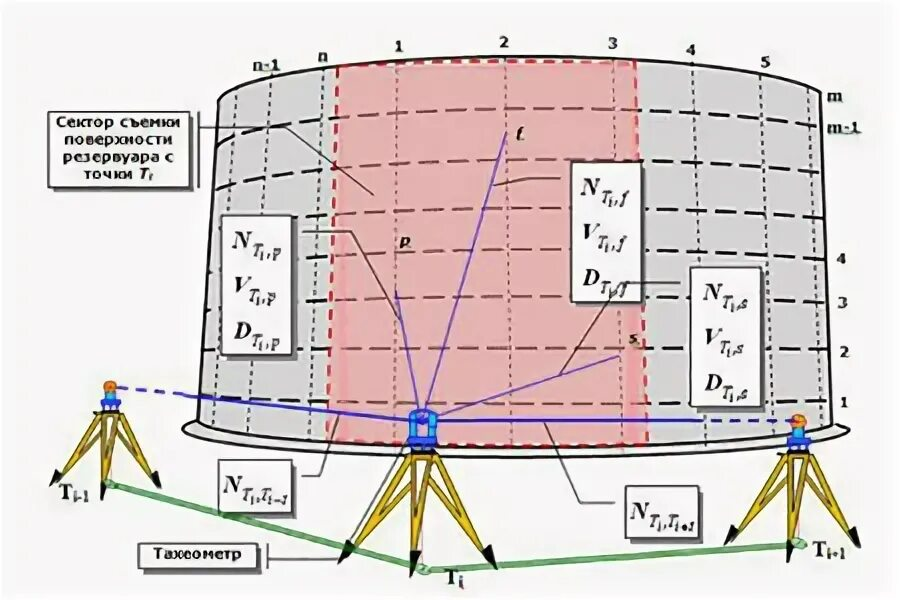 n-1 n 1 2 3 4 5
m
m-1
4
3
2
1
Сектор съемки
поверхности
резервуара с
точки Ti
f
p
s
NTi,p
VTi,p
DTi,p
NTi,f
VTi,f
DTi,f
NTi,s
VTi,s
DTi,s
NTi,Ti-1
NTi,Ti+1
Ti-1
Тахеометр
Ti
Ti+1